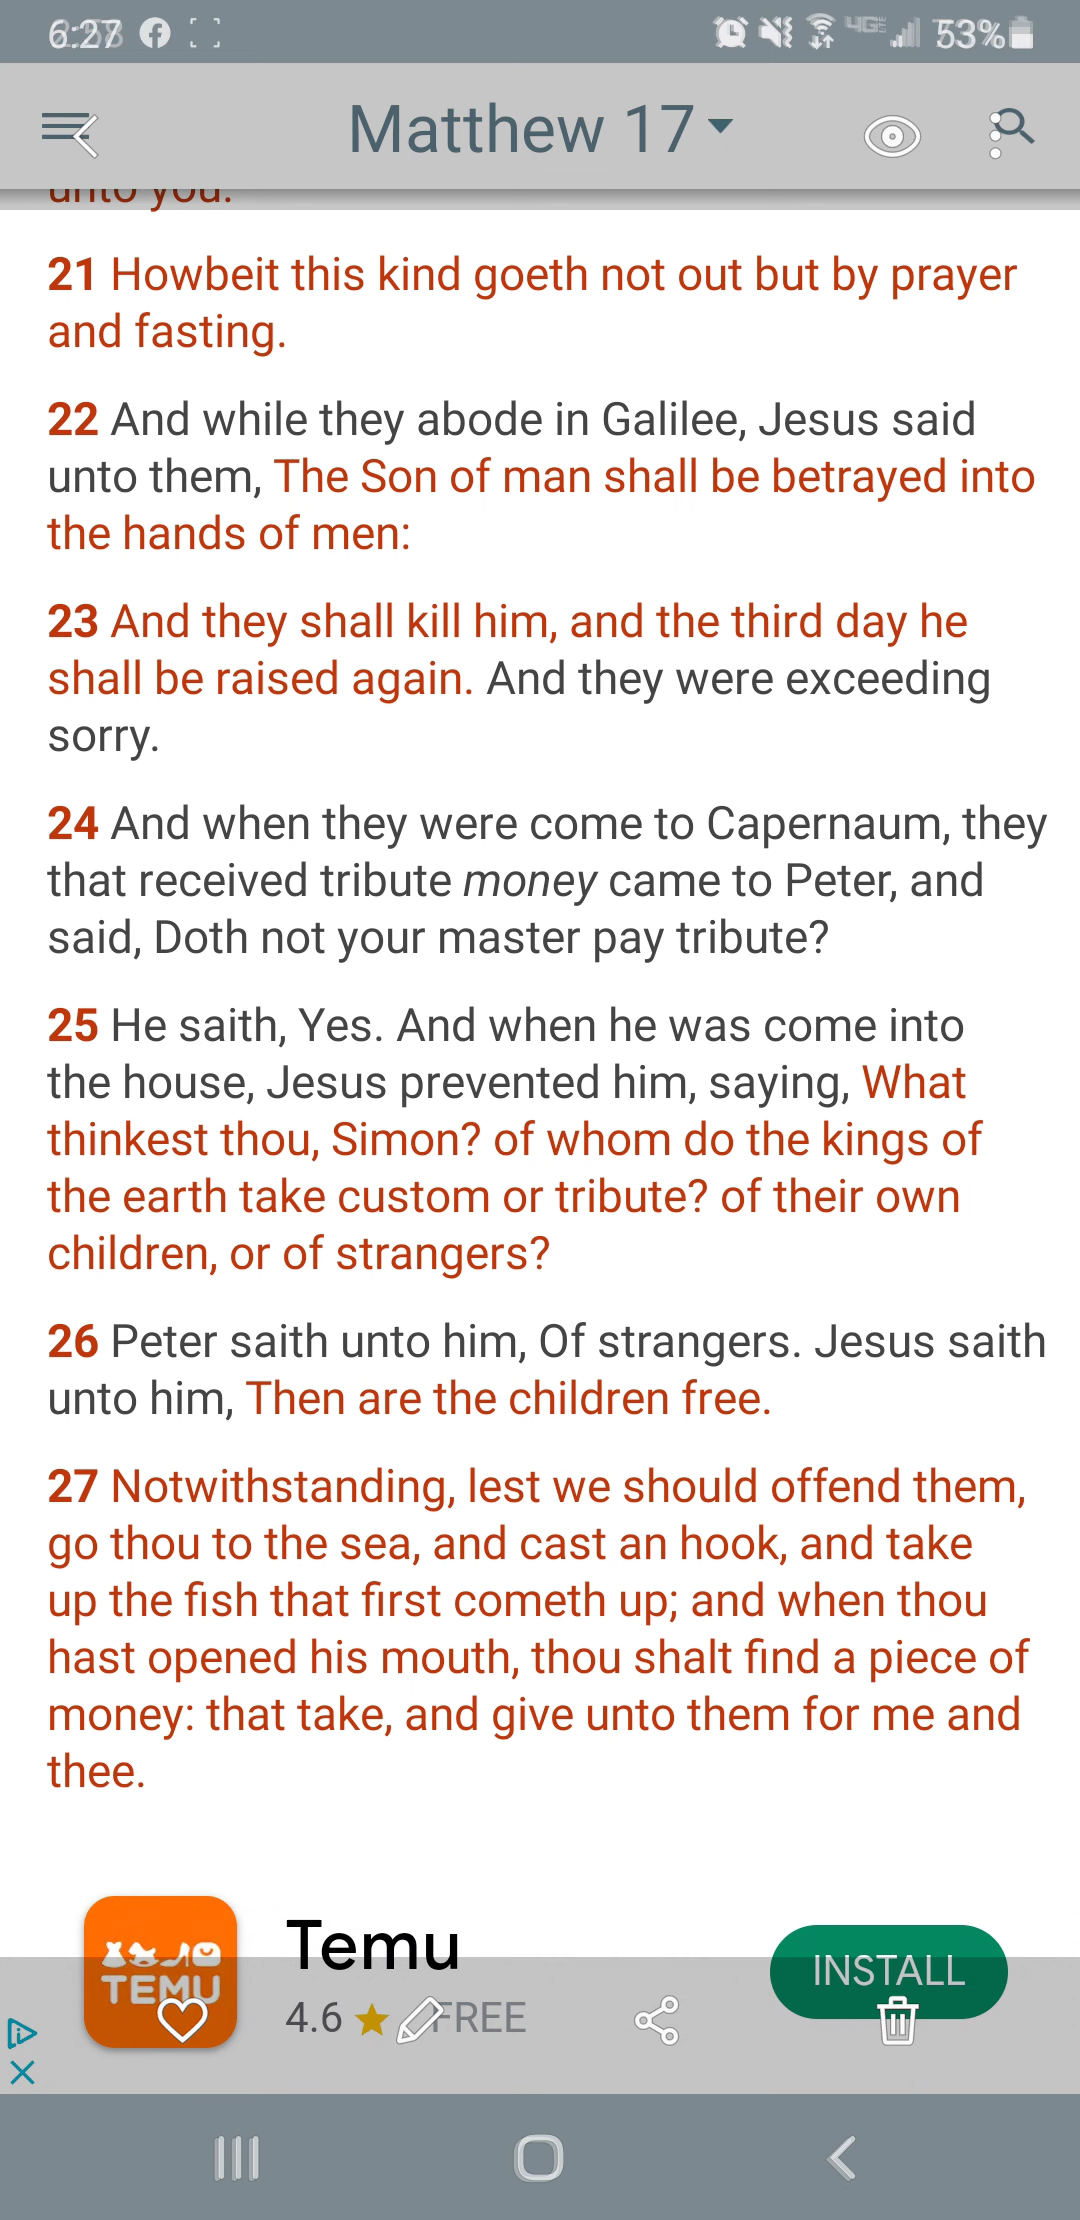 6:27
4GE 53%
Matthew 17
unto you.
21 Howbeit this kind goeth not out but by prayer
and fasting.
22 And while they abode in Galilee, Jesus said
unto them, The Son of man shall be betrayed into
the hands of men:
23 And they shall kill him, and the third day he
shall be raised again. And they were exceeding
sorry.
24 And when they were come to Capernaum, they
that received tribute money came to Peter, and
said, Doth not your master pay tribute?
25 He saith, Yes. And when he was come into
the house, Jesus prevented him, saying, What
thinkest thou, Simon? of whom do the kings of
the earth take custom or tribute? of their own
children, or of strangers?
26 Peter saith unto him, Of strangers. Jesus saith
unto him, Then are the children free.
27 Notwithstanding, lest we should offend them,
go thou to the sea, and cast an hook, and take
up the fish that first cometh up; and when thou
hast opened his mouth, thou shalt find a piece of
money: that take, and give unto them for me and
thee.
TEMU
Temu
4.6 ★ FREE
INSTALL